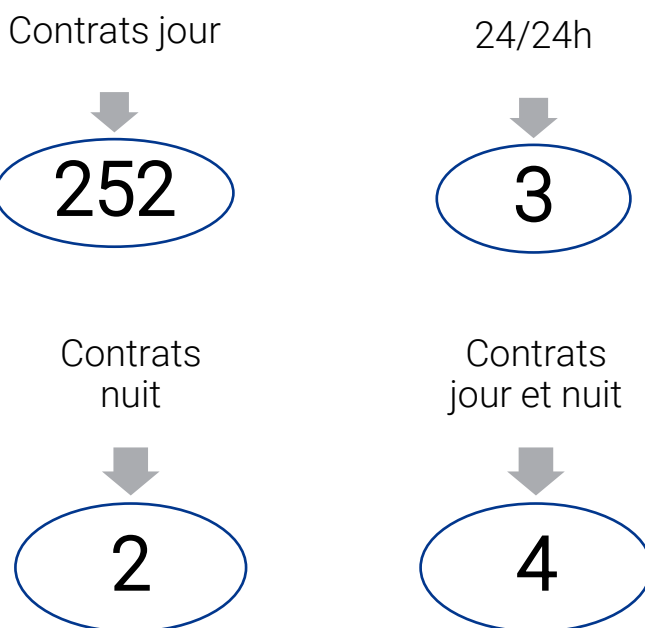 Contrats jour
24/24h
252
3
Contrats
nuit
Contrats
jour et nuit
2
4